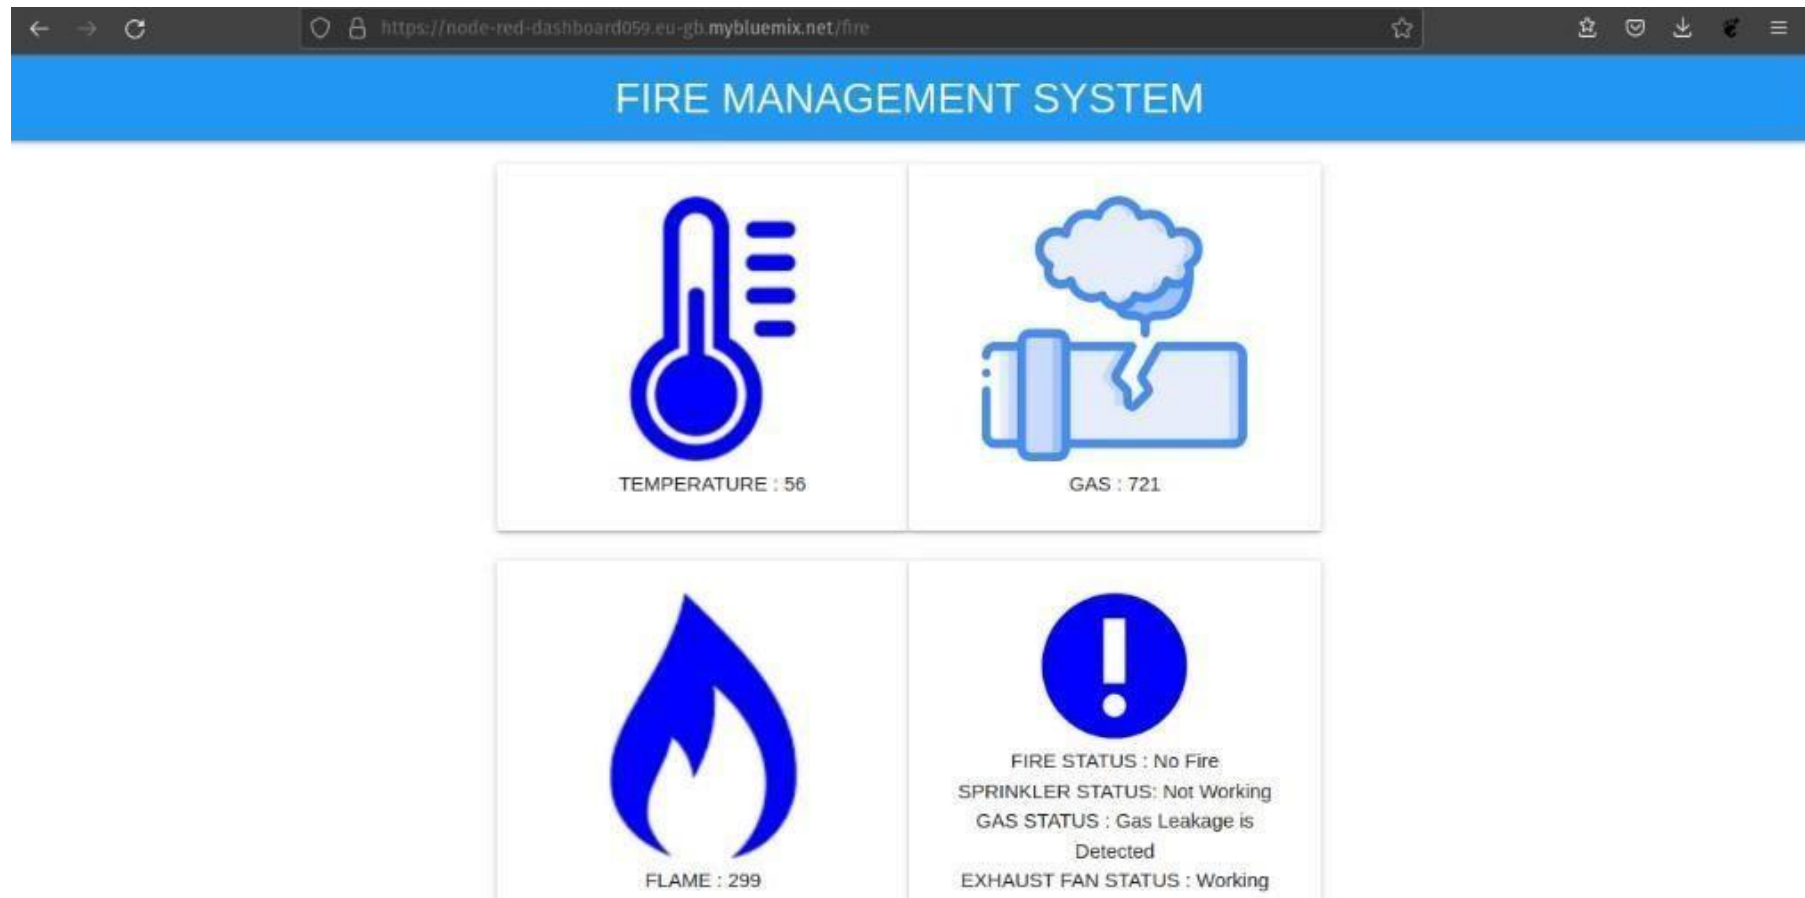 https://node-red-dashboard059.eu-gb.mybluemix.net/fire
FIRE MANAGEMENT SYSTEM
TEMPERATURE : 56
GAS : 721
FLAME : 299
FIRE STATUS : No Fire
SPRINKLER STATUS: Not Working
GAS STATUS : Gas Leakage is
Detected
EXHAUST FAN STATUS : Working